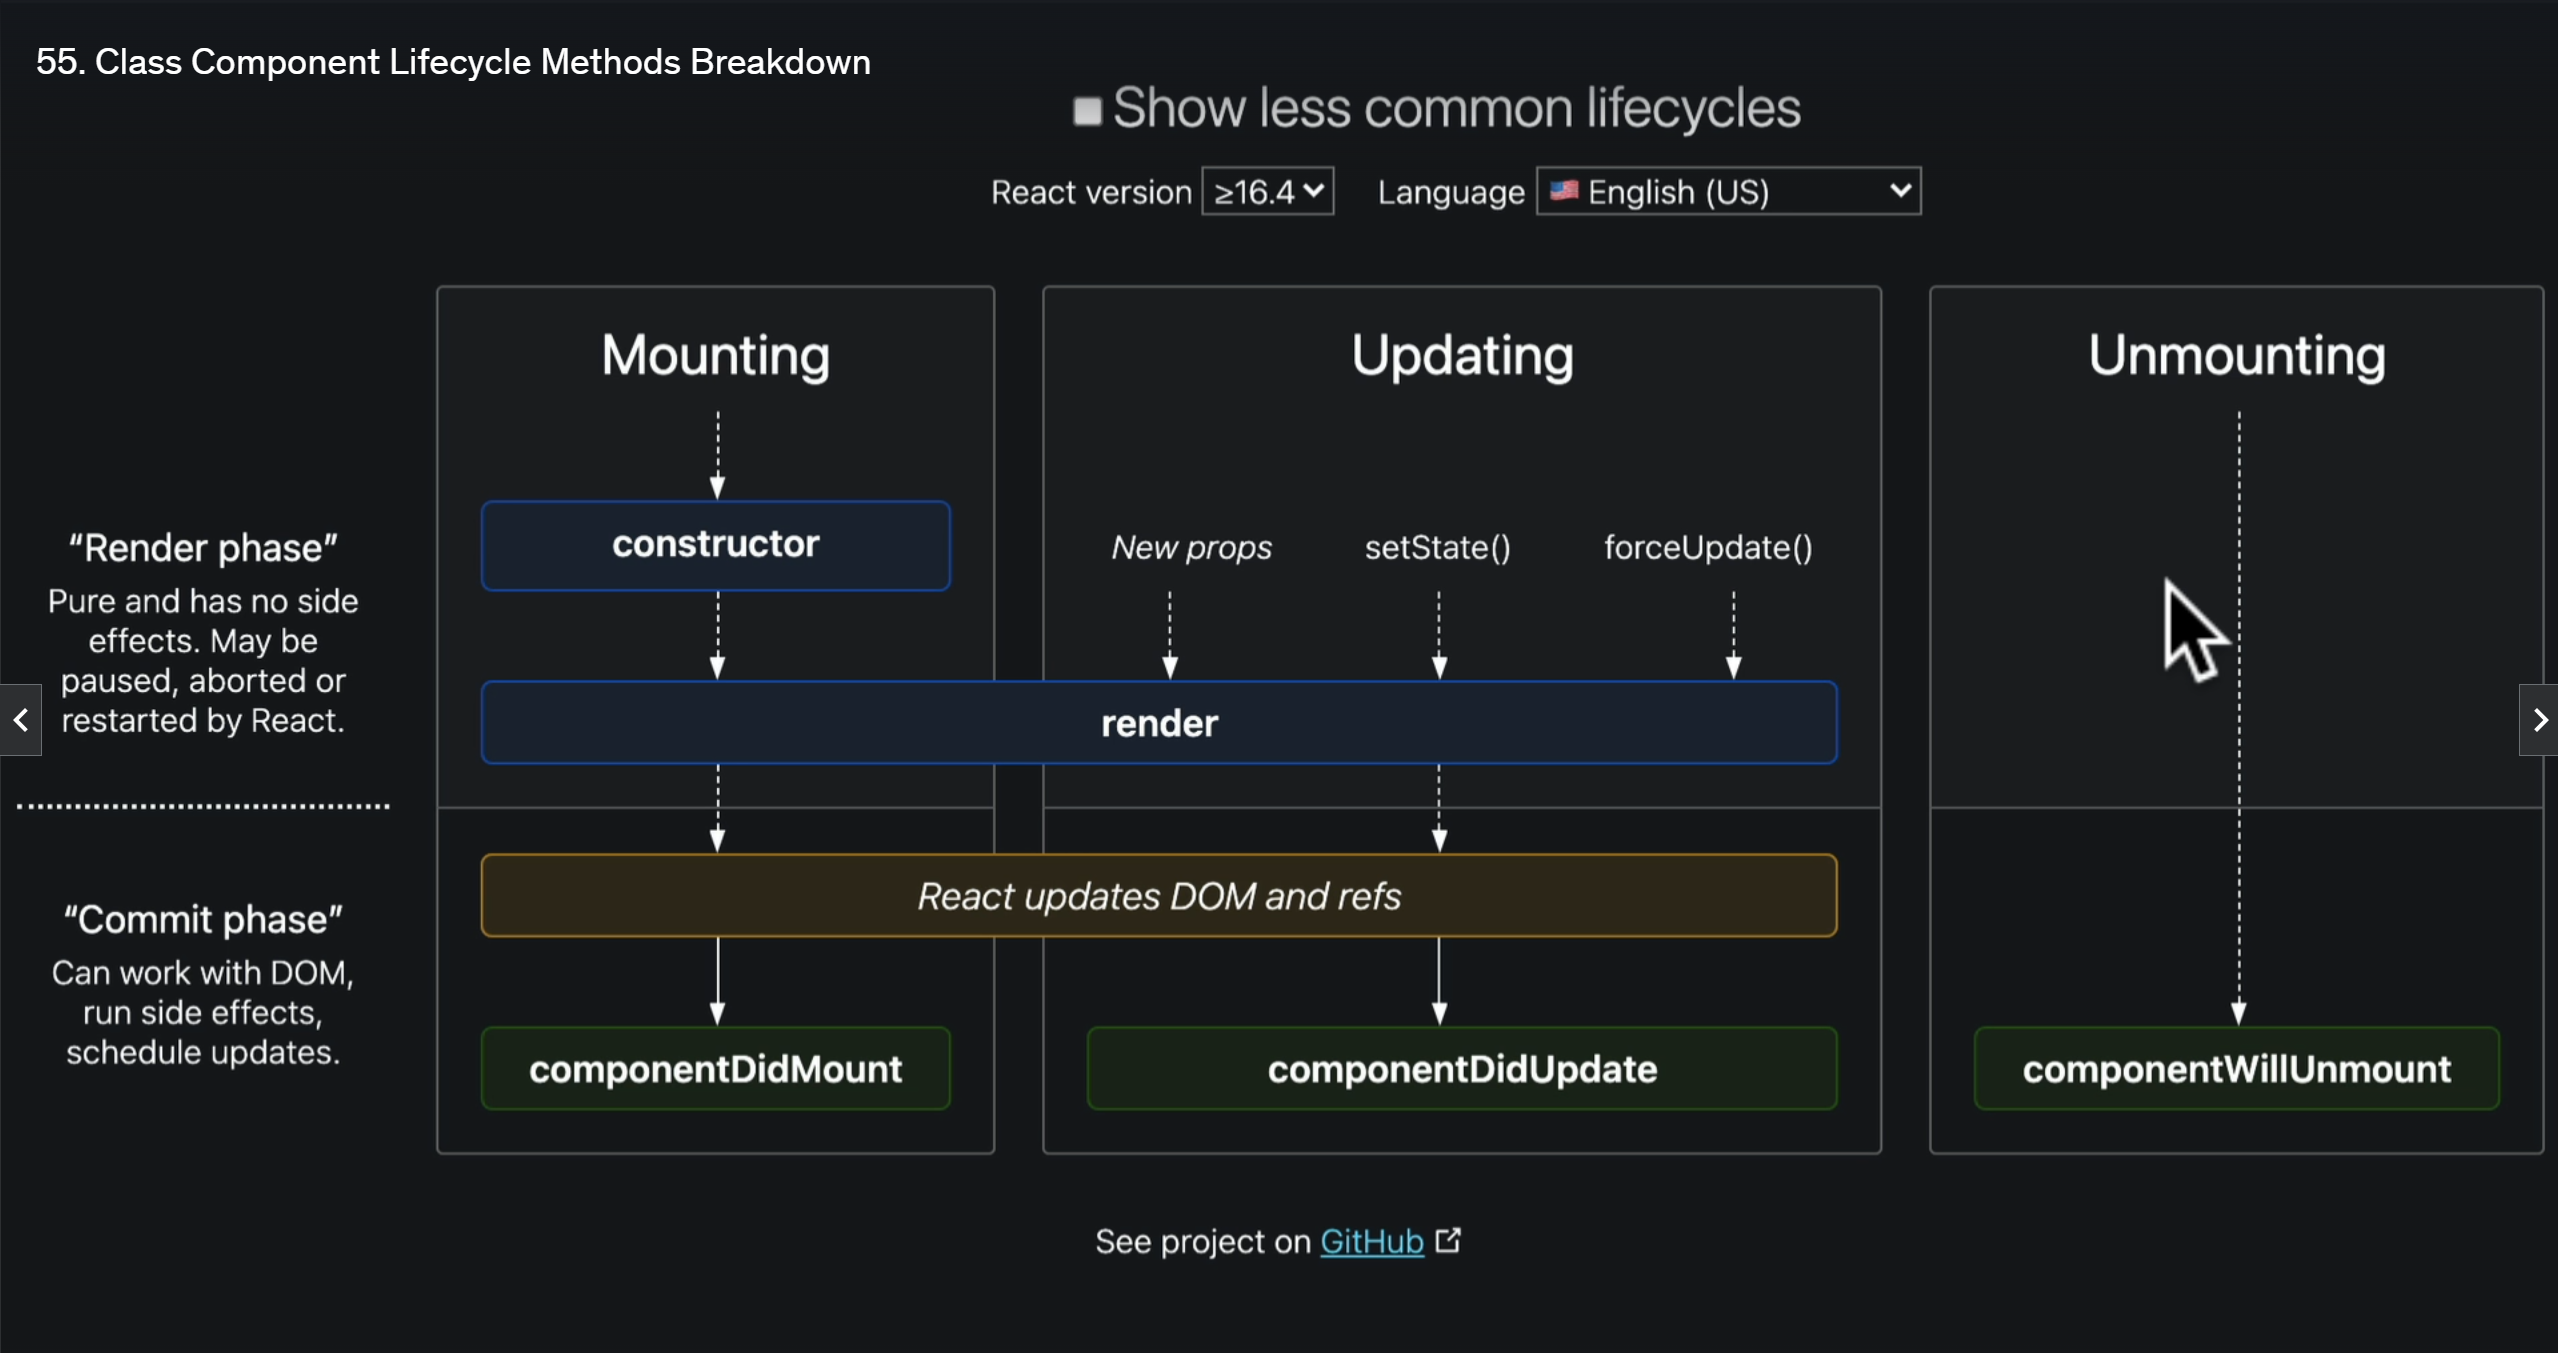 55. Class Component Lifecycle Methods Breakdown
Show less common lifecycles
React version ≥16.4 Language English (US)
Mounting
Updating
Unmounting
“Render phase”
Pure and has no side
effects. May be
paused, aborted or
restarted by React.
constructor
New props
setState()
forceUpdate()
render
“Commit phase”
Can work with DOM,
run side effects,
schedule updates.
React updates DOM and refs
componentDidMount
componentDidUpdate
componentWillUnmount
See project on GitHub